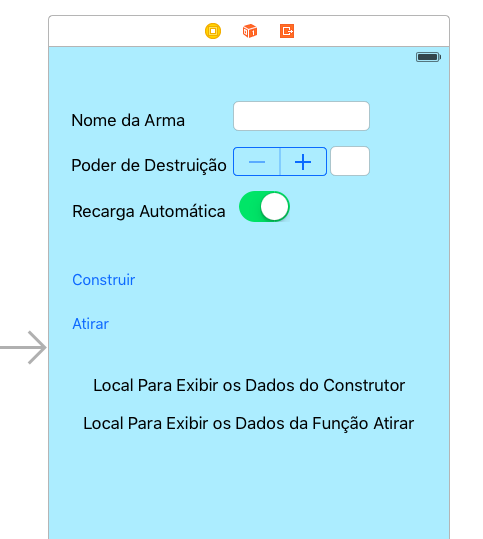 Nome da Arma
Poder de Destruição
Recarga Automática
Construir
Atirar
Local Para Exibir os Dados do Construtor
Local Para Exibir os Dados da Função Atirar